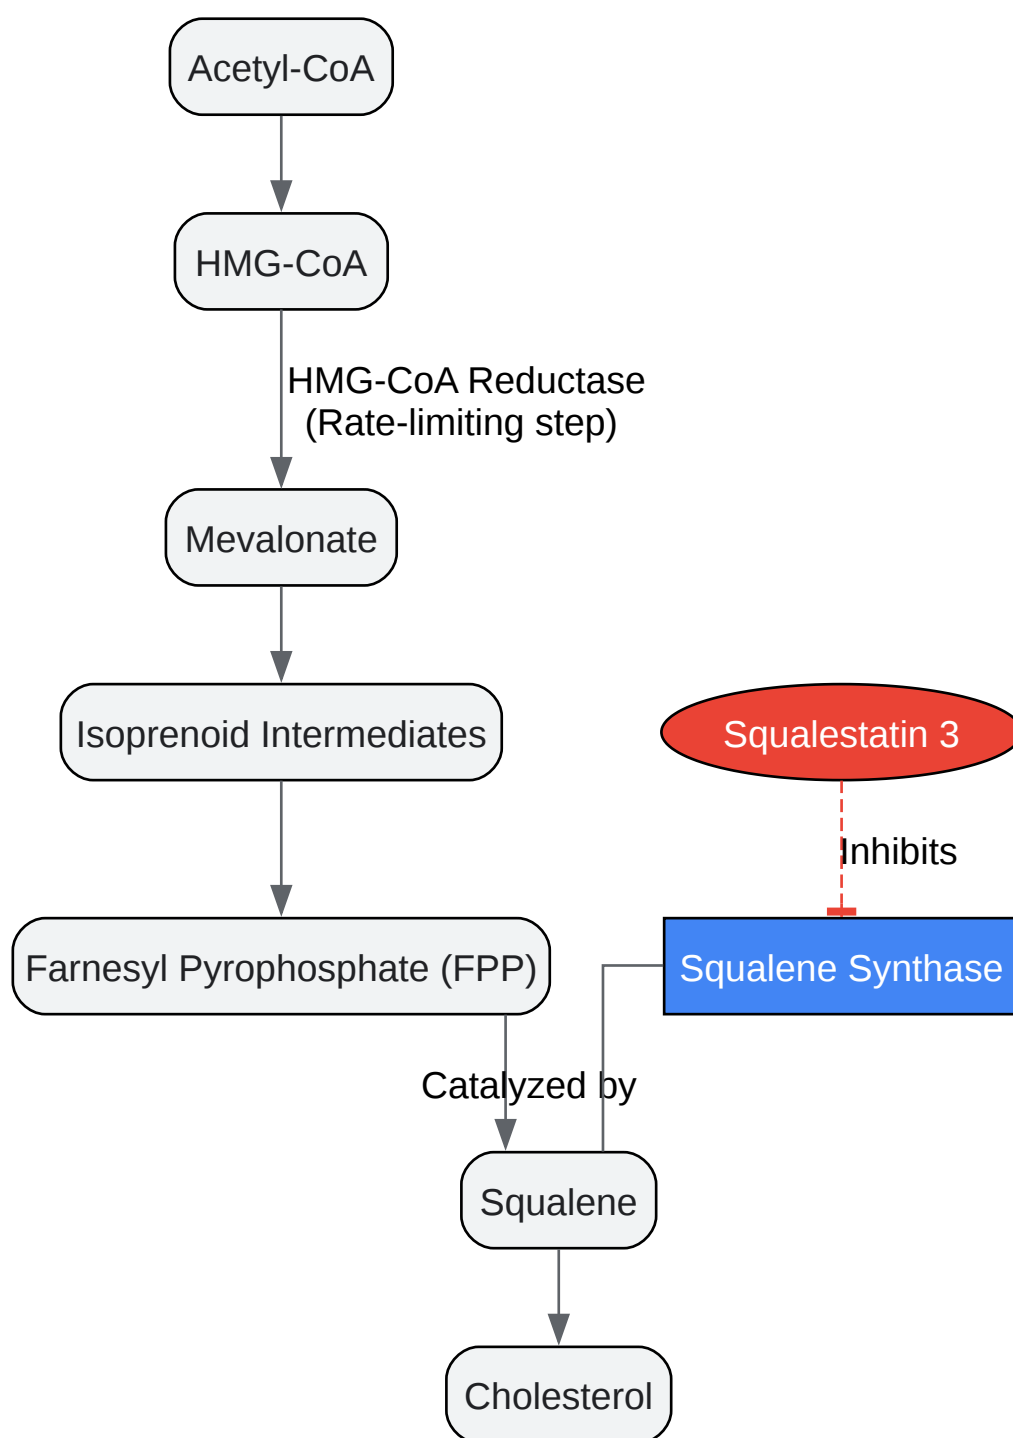 Acetyl-CoA
HMG-CoA
HMG-CoA Reductase
(Rate-limiting step)
Mevalonate
Isoprenoid Intermediates
Squalestatin 3
Inhibits
Farnesyl Pyrophosphate (FPP)
Squalene Synthase
Catalyzed by
Squalene
Cholesterol